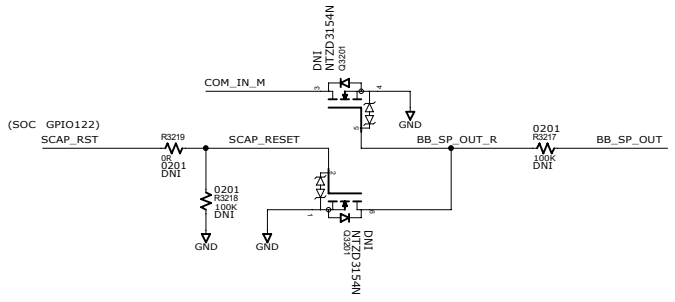 DNI
NTZD3154N
Q3201
COM_IN_M
3
4
5
GND
(SOC GPIO122)
SCAP_RST
R3219
0R
0201
DNI
SCAP_RESET
BB_SP_OUT_R
0201
R3217
100K
DNI
BB_SP_OUT
2
0201
R3218
100K
DNI
1
6
GND
GND
DNI
NTZD3154N
Q3201